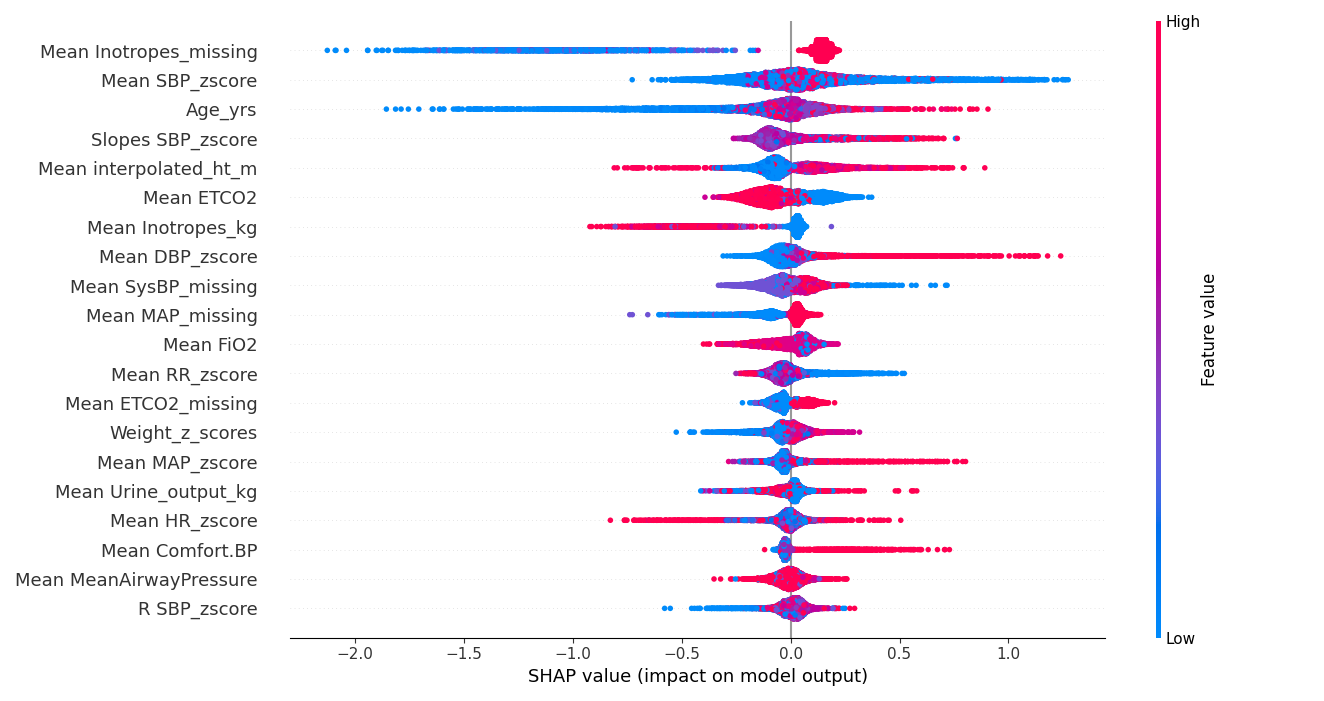 High
Mean Inotropes_missing
Mean SBP_zscore
Age_yrs
Slopes SBP_zscore
Mean interpolated_ht_m
Mean ETCO2
Mean Inotropes_kg
Mean DBP_zscore
Mean SysBP_missing
Mean MAP_missing
Mean FiO2
Mean RR_zscore
Mean ETCO2_missing
Weight_z_scores
Mean MAP_zscore
Mean Urine_output_kg
Mean HR_zscore
Mean Comfort.BP
Mean MeanAirwayPressure
R SBP_zscore
Feature value
Low
−2.0 −1.5 −1.0 −0.5 0.0 0.5 1.0
SHAP value (impact on model output)